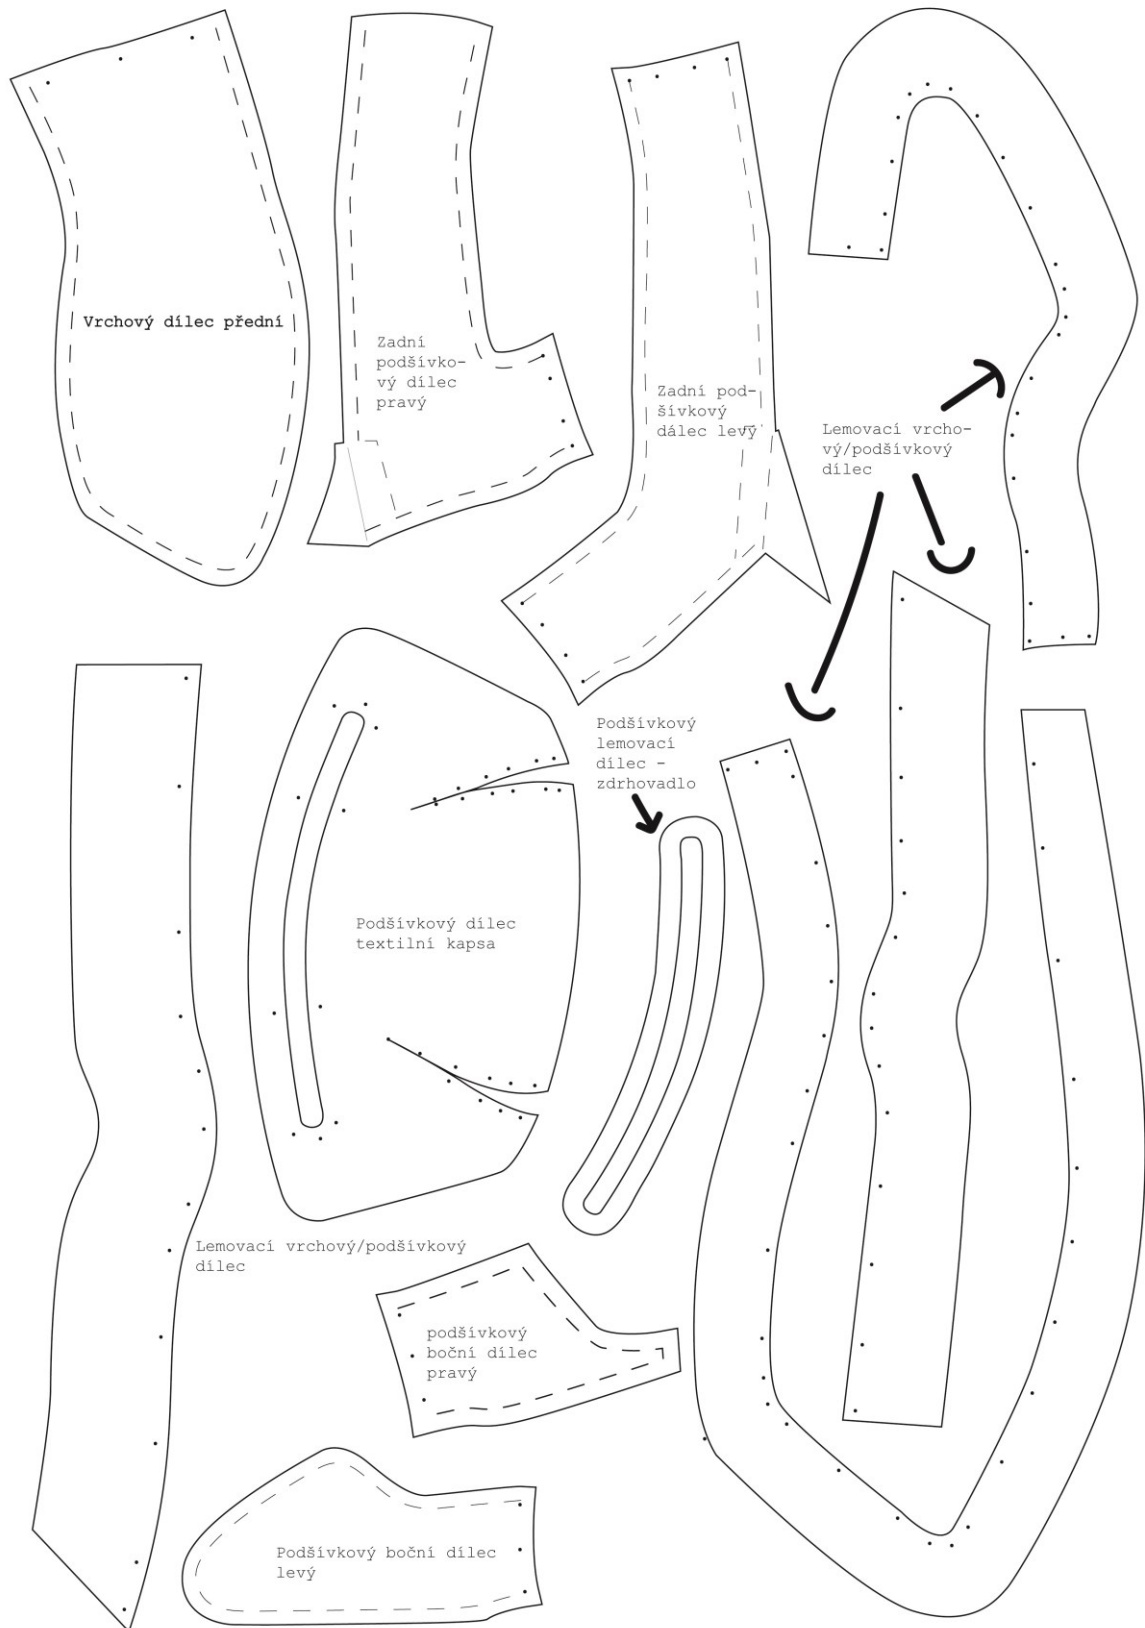 Vrchový dílec přední
Zadní
podšívko-
vý dílec
pravý
Zadní pod-
šívkový
dálec levý
Lemovací vrcho-
vý/podšívkový
dílec
Podšívkový
lemovací
dílec -
zdrhovadlo
Podšívkový dílec
textilní kapsa
Lemovací vrchový/podšívkový
dílec
podšívkový
boční dílec
pravý
Podšívkový boční dílec
levý